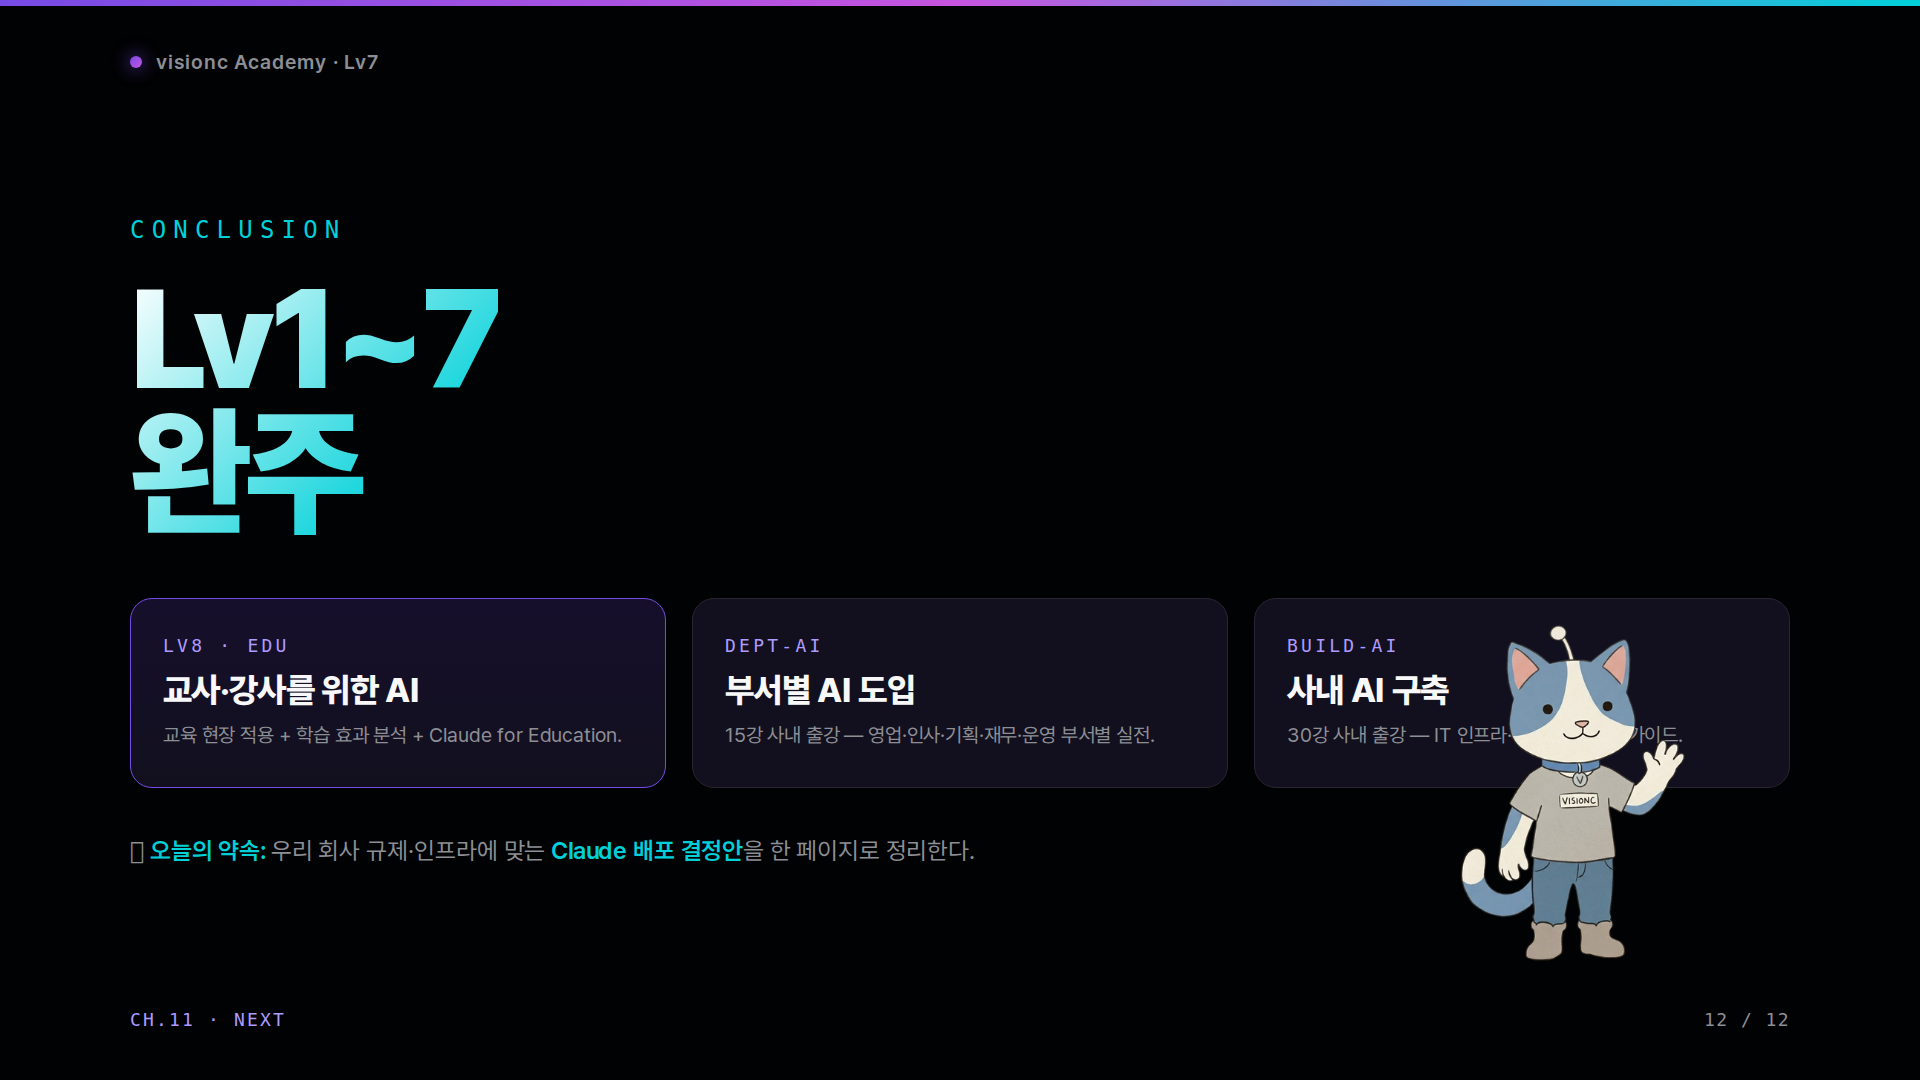 visionc Academy · Lv7
CONCLUSION
Lv1~7
완주
LV8 · EDU
교사·강사를 위한 AI
교육 현장 적용 + 학습 효과 분석 + Claude for Education.
DEPT-AI
부서별 AI 도입
15강 사내 출강 — 영업·인사·기획·재무·운영 부서별 실전.
BUILD-AI
사내 AI 구축
30강 사내 출강 — IT 인프라· 가이드.
V
VISIONC
오늘의 약속: 우리 회사 규제·인프라에 맞는 Claude 배포 결정안을 한 페이지로 정리한다.
CH.11 · NEXT
12 / 12